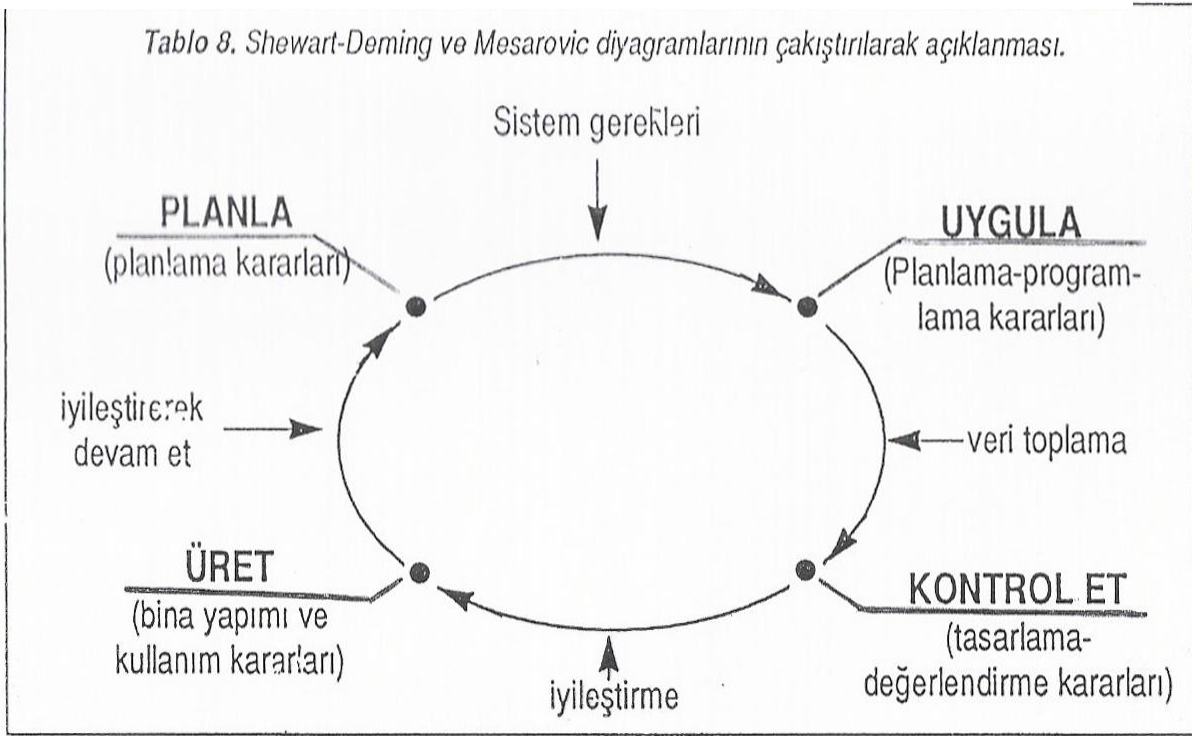 Tablo 8. Shewart-Deming ve Mesarovic diyagramlarının çakıştırılarak açıklanması.
Sistem gerekleri
PLANLA
(planlama kararları)
UYGULA
(Planlama-program-
lama kararları)
iyileştirerek
devam et
veri toplama
ÜRET
(bina yapımı ve
kullanım kararları)
KONTROL ET
(tasarlama-
değerlendirme kararları)
iyileştirme